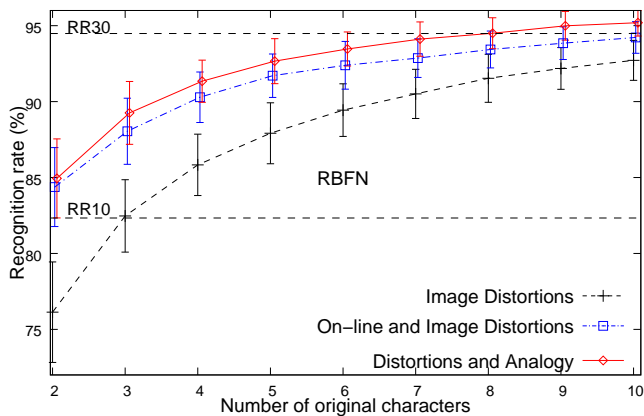 Recognition rate (%)
95
90
85
80
75
RR30
RR10
RBFN
Image Distortions
On-line and Image Distortions
Distortions and Analogy
2 3 4 5 6 7 8 9 10
Number of original characters